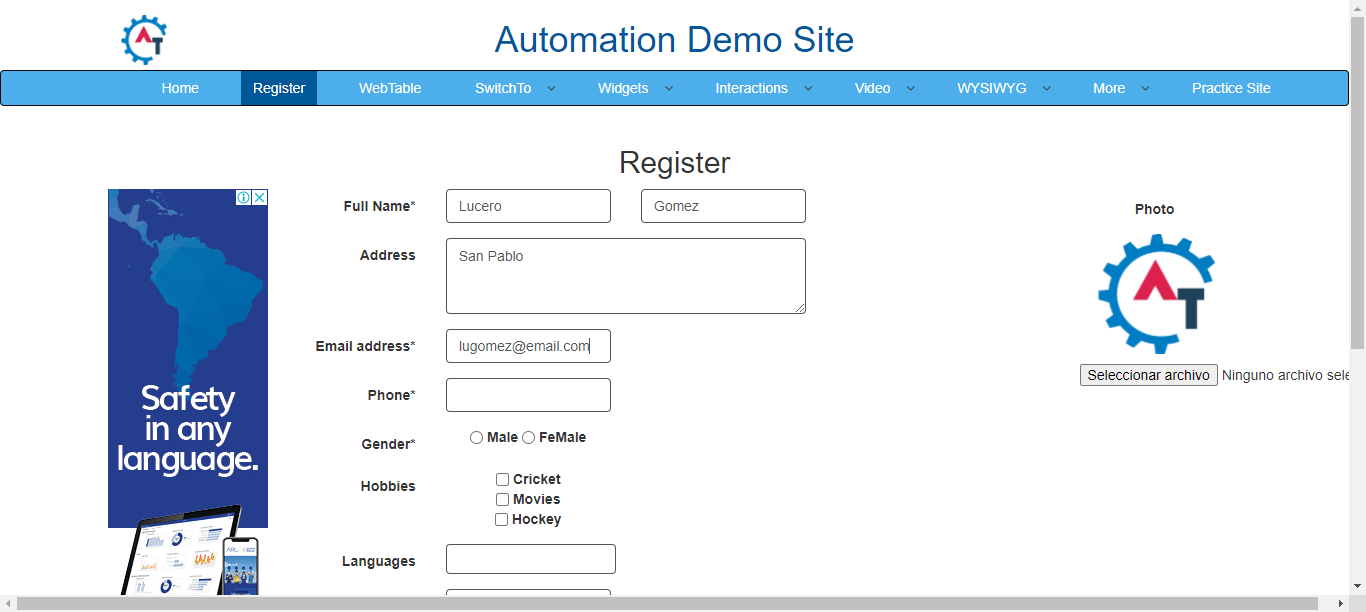 AT
Automation Demo Site
Home Register WebTable SwitchTo Widgets Interactions Video WYSIWYG More Practice Site
Register
Full Name* Lucero Gomez
Photo
Address San Pablo
AT
Email address* lugomez@email.com
Seleccionar archivo Ninguno archivo sele
Phone*
Safety
in any
language.
Gender* Male FeMale
Hobbies
Cricket
Movies
Hockey
Languages